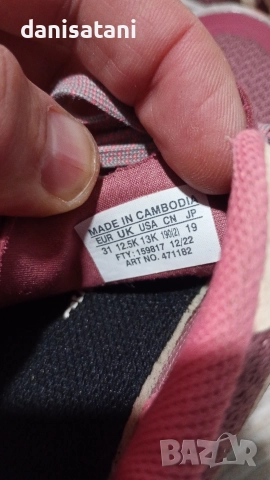 danisatani
MADE IN CAMBODIA
EUR UK USA CN JP
31 12.5K 13K 190(2) 19
FTY: 159817 12/22
ART NO. 471182
BAZAR